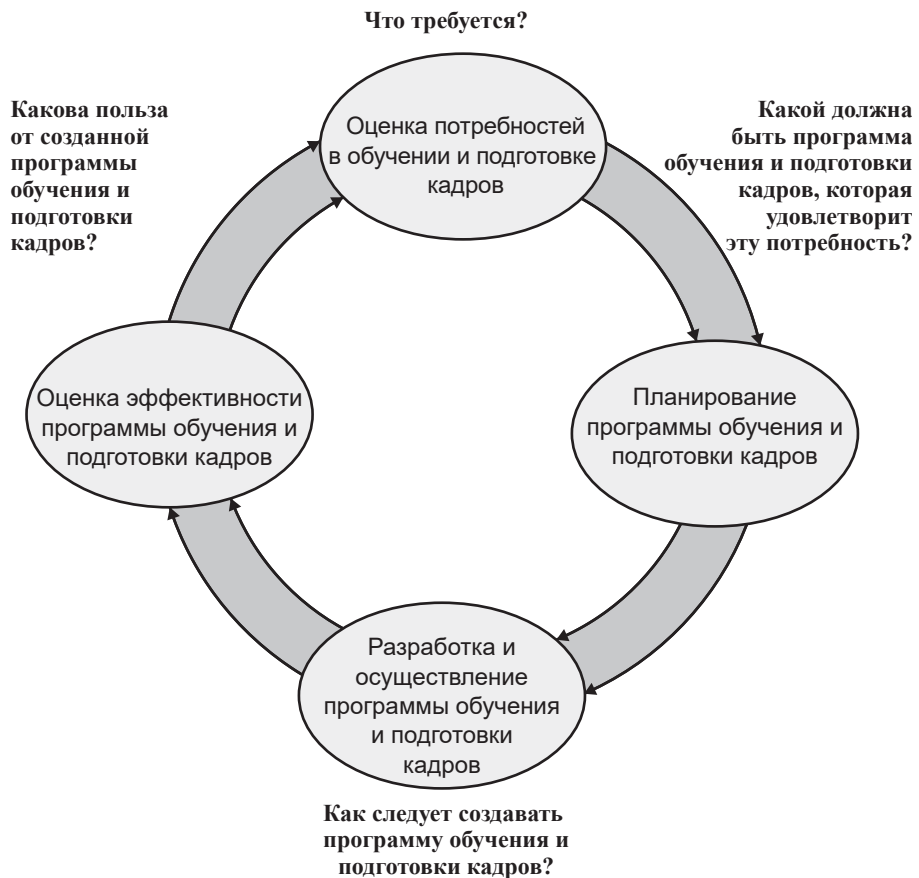 Что требуется?
Какова польза
от созданной
программы
обучения и
подготовки
кадров?
Оценка потребностей
в обучении и подготовке
кадров
Какой должна
быть программа
обучения и подготовки
кадров, которая
удовлетворит
эту потребность?
Оценка эффективности
программы обучения и
подготовки кадров
Планирование
программы обучения и
подготовки кадров
Разработка и
осуществление
программы обучения
и подготовки
кадров
Как следует создавать
программу обучения и
подготовки кадров?